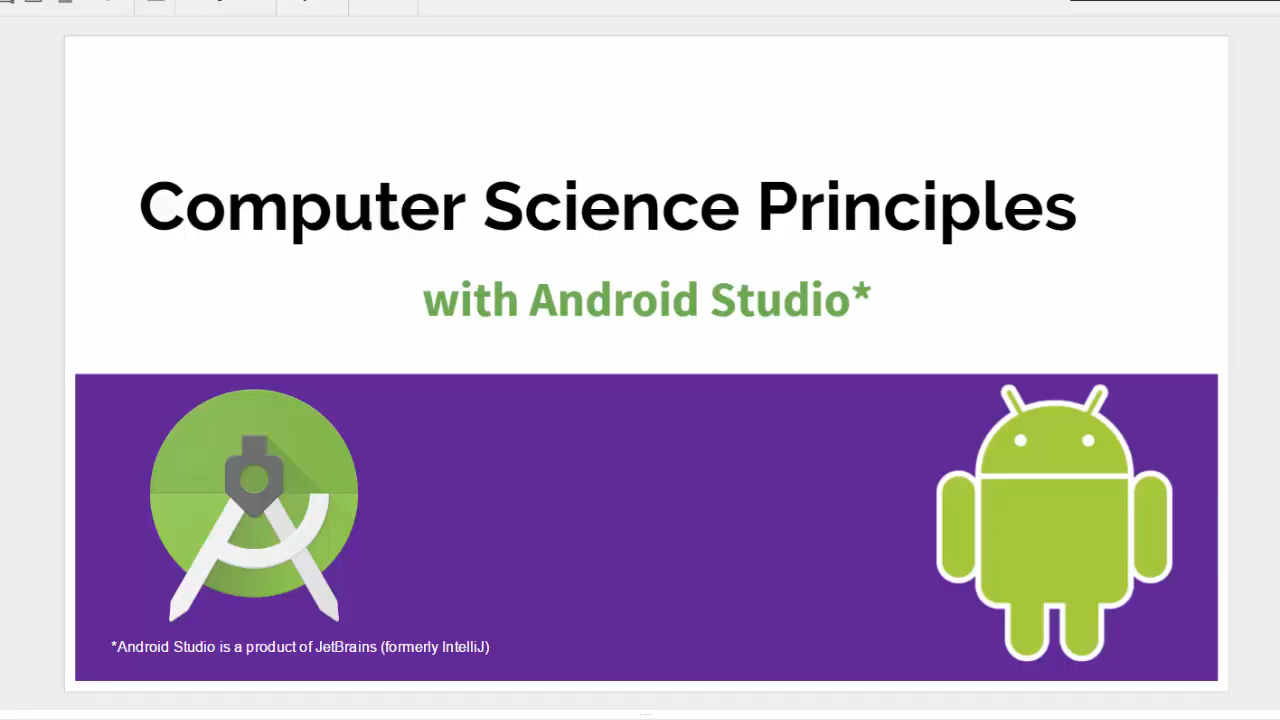 Computer Science Principles
with Android Studio*
*Android Studio is a product of JetBrains (formerly IntelliJ)